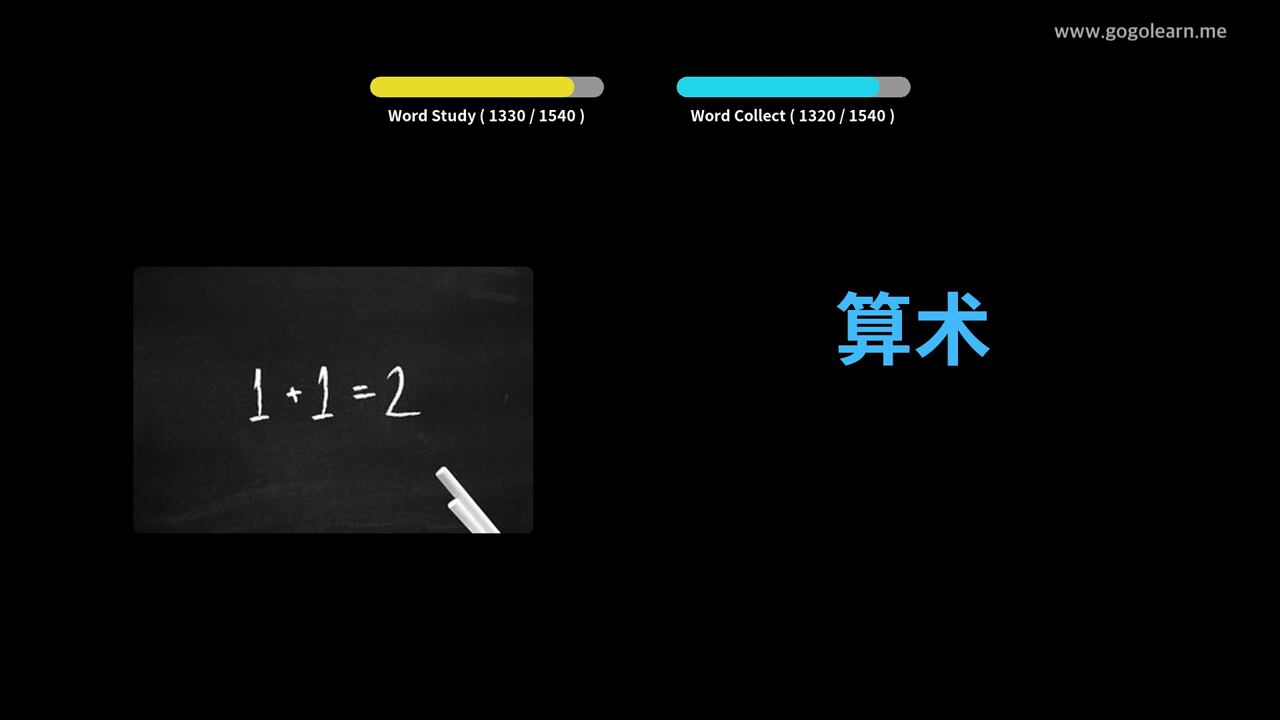 www.gogolearn.me
Word Study ( 1330 / 1540 )
Word Collect ( 1320 / 1540 )
算术
1 + 1 = 2